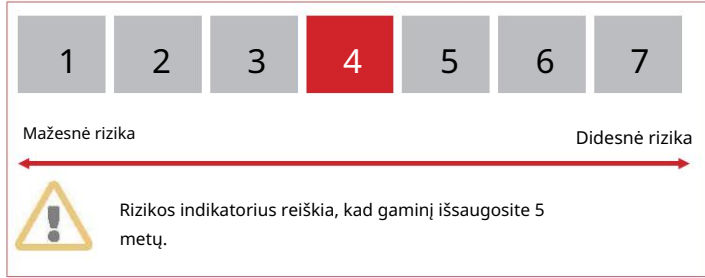 1 2 3 4 5 6 7
Mažesnė rizika
Didesnė rizika
Rizikos indikatorius reiškia, kad gaminį išsaugosite 5
metų.